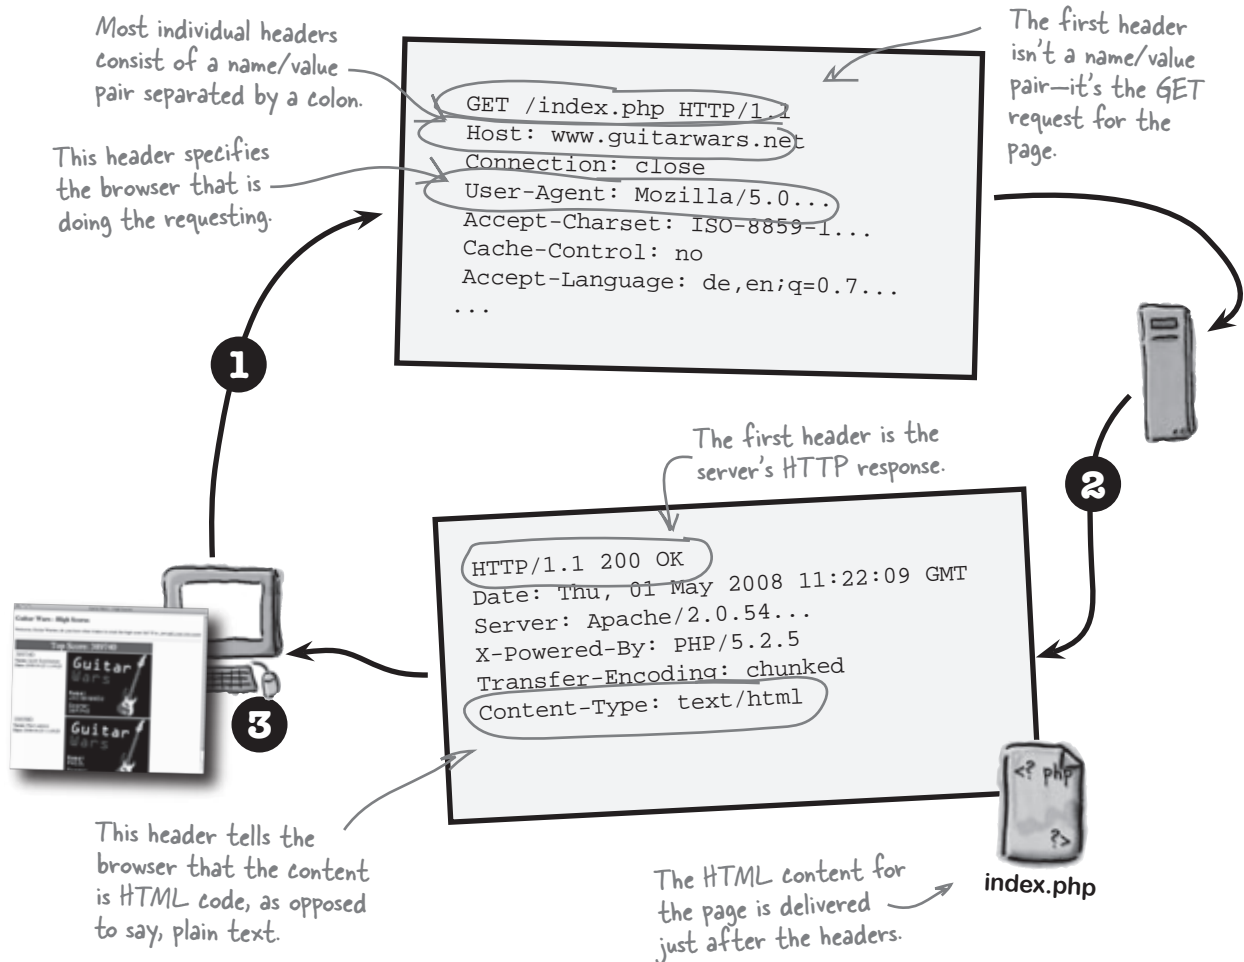 Most individual headers
consist of a name/value
pair separated by a colon.
The first header
isn't a name/value
pair—it's the GET
request for the
page.
This header specifies
the browser that is
doing the requesting.
GET /index.php HTTP/1.1
Host: www.guitarwars.net
Connection: close
User-Agent: Mozilla/5.0...
Accept-Charset: ISO-8859-1...
Cache-Control: no
Accept-Language: de,en;q=0.7...
...
1
2
The first header is the
server's HTTP response.
HTTP/1.1 200 OK
Date: Thu, 01 May 2008 11:22:09 GMT
Server: Apache/2.0.54...
X-Powered-By: PHP/5.2.5
Transfer-Encoding: chunked
Content-Type: text/html
Guitar Wars - High Scores
Top Score: 389740
Guitar
Wars
Guitar
Wars
3
<? php
?>
index.php
This header tells the
browser that the content
is HTML code, as opposed
to say, plain text.
The HTML content for
the page is delivered
just after the headers.